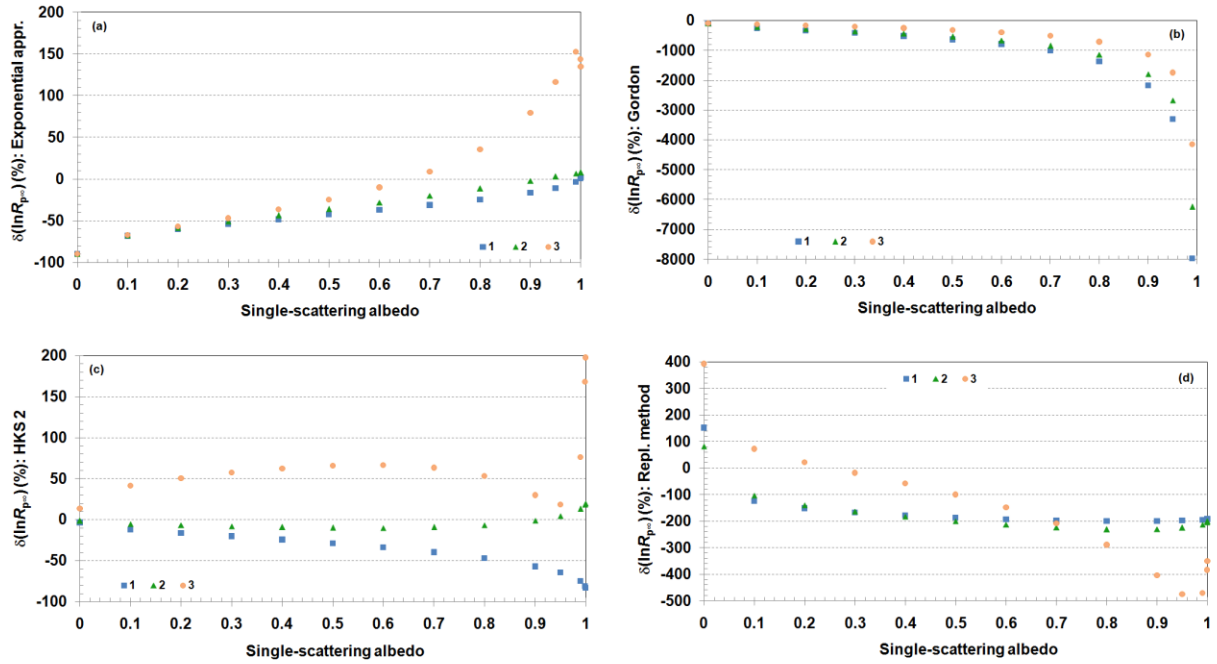 (a)
δ(lnRp∞) (%): Exponential appr.
200
150
100
50
0
-50
-100
0 0.1 0.2 0.3 0.4 0.5 0.6 0.7 0.8 0.9 1
Single-scattering albedo
1 2 3
(b)
δ(lnRp∞) (%): Gordon
0
-1000
-2000
-3000
-4000
-5000
-6000
-7000
-8000
0 0.1 0.2 0.3 0.4 0.5 0.6 0.7 0.8 0.9 1
Single-scattering albedo
1 2 3
(c)
δ(lnRp∞) (%): HKS 2
200
150
100
50
0
-50
-100
0 0.1 0.2 0.3 0.4 0.5 0.6 0.7 0.8 0.9 1
Single-scattering albedo
1 2 3
(d)
δ(lnRp∞) (%): Repl. method
400
300
200
100
0
-100
-200
-300
-400
-500
0 0.1 0.2 0.3 0.4 0.5 0.6 0.7 0.8 0.9 1
Single-scattering albedo
1 2 3